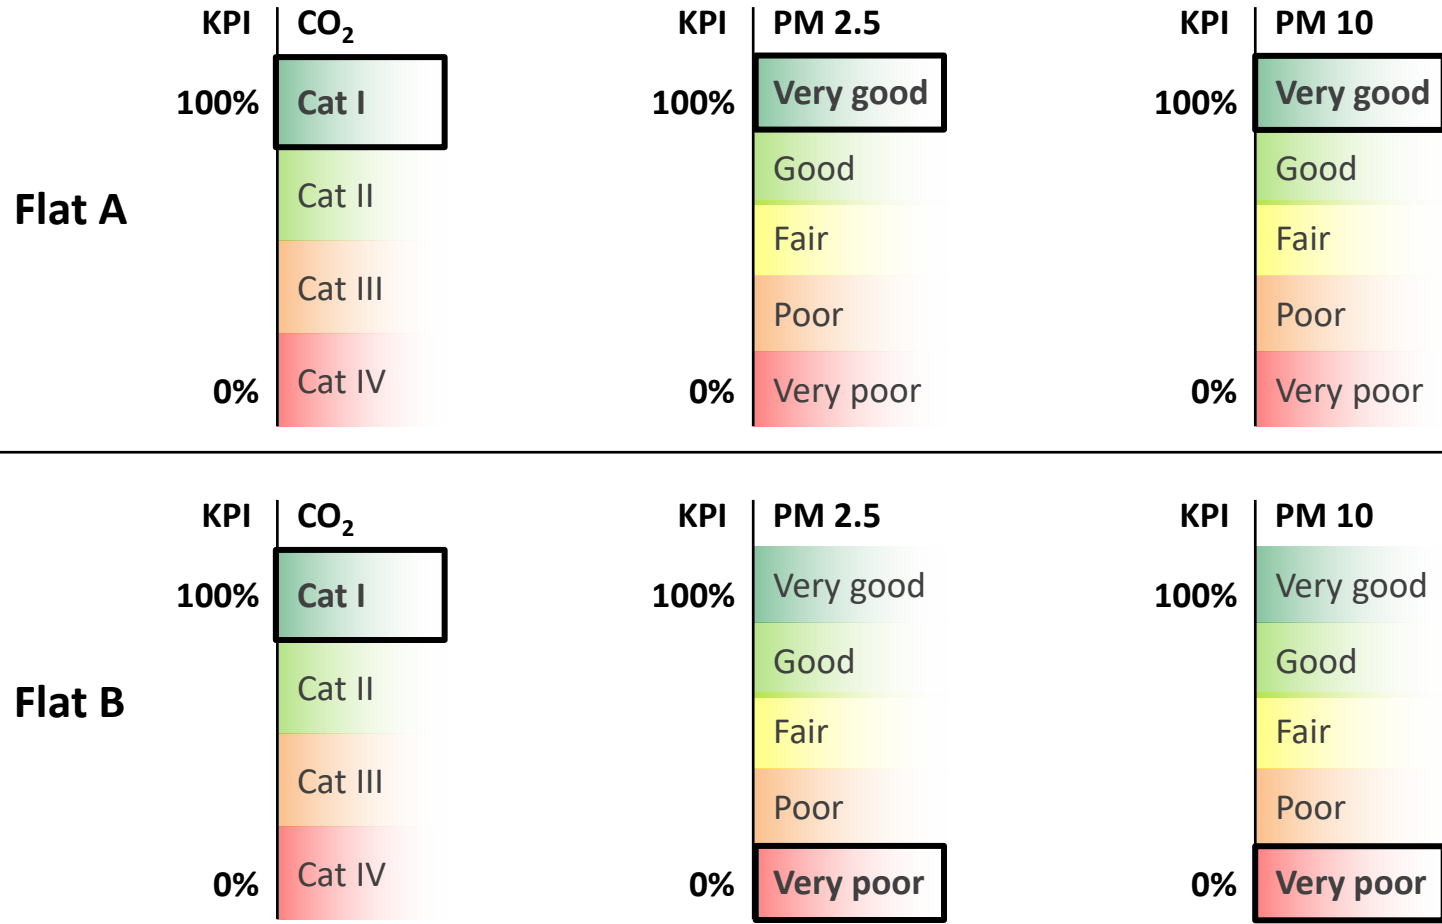 KPI CO₂ KPI PM 2.5 KPI PM 10
100% Cat I 100% Very good 100% Very good
Cat II Good Good
Flat A Fair Fair
Cat III Poor Poor
0% Cat IV 0% Very poor 0% Very poor
KPI CO₂ KPI PM 2.5 KPI PM 10
100% Cat I 100% Very good 100% Very good
Cat II Good Good
Flat B Fair Fair
Cat III Poor Poor
0% Cat IV 0% Very poor 0% Very poor